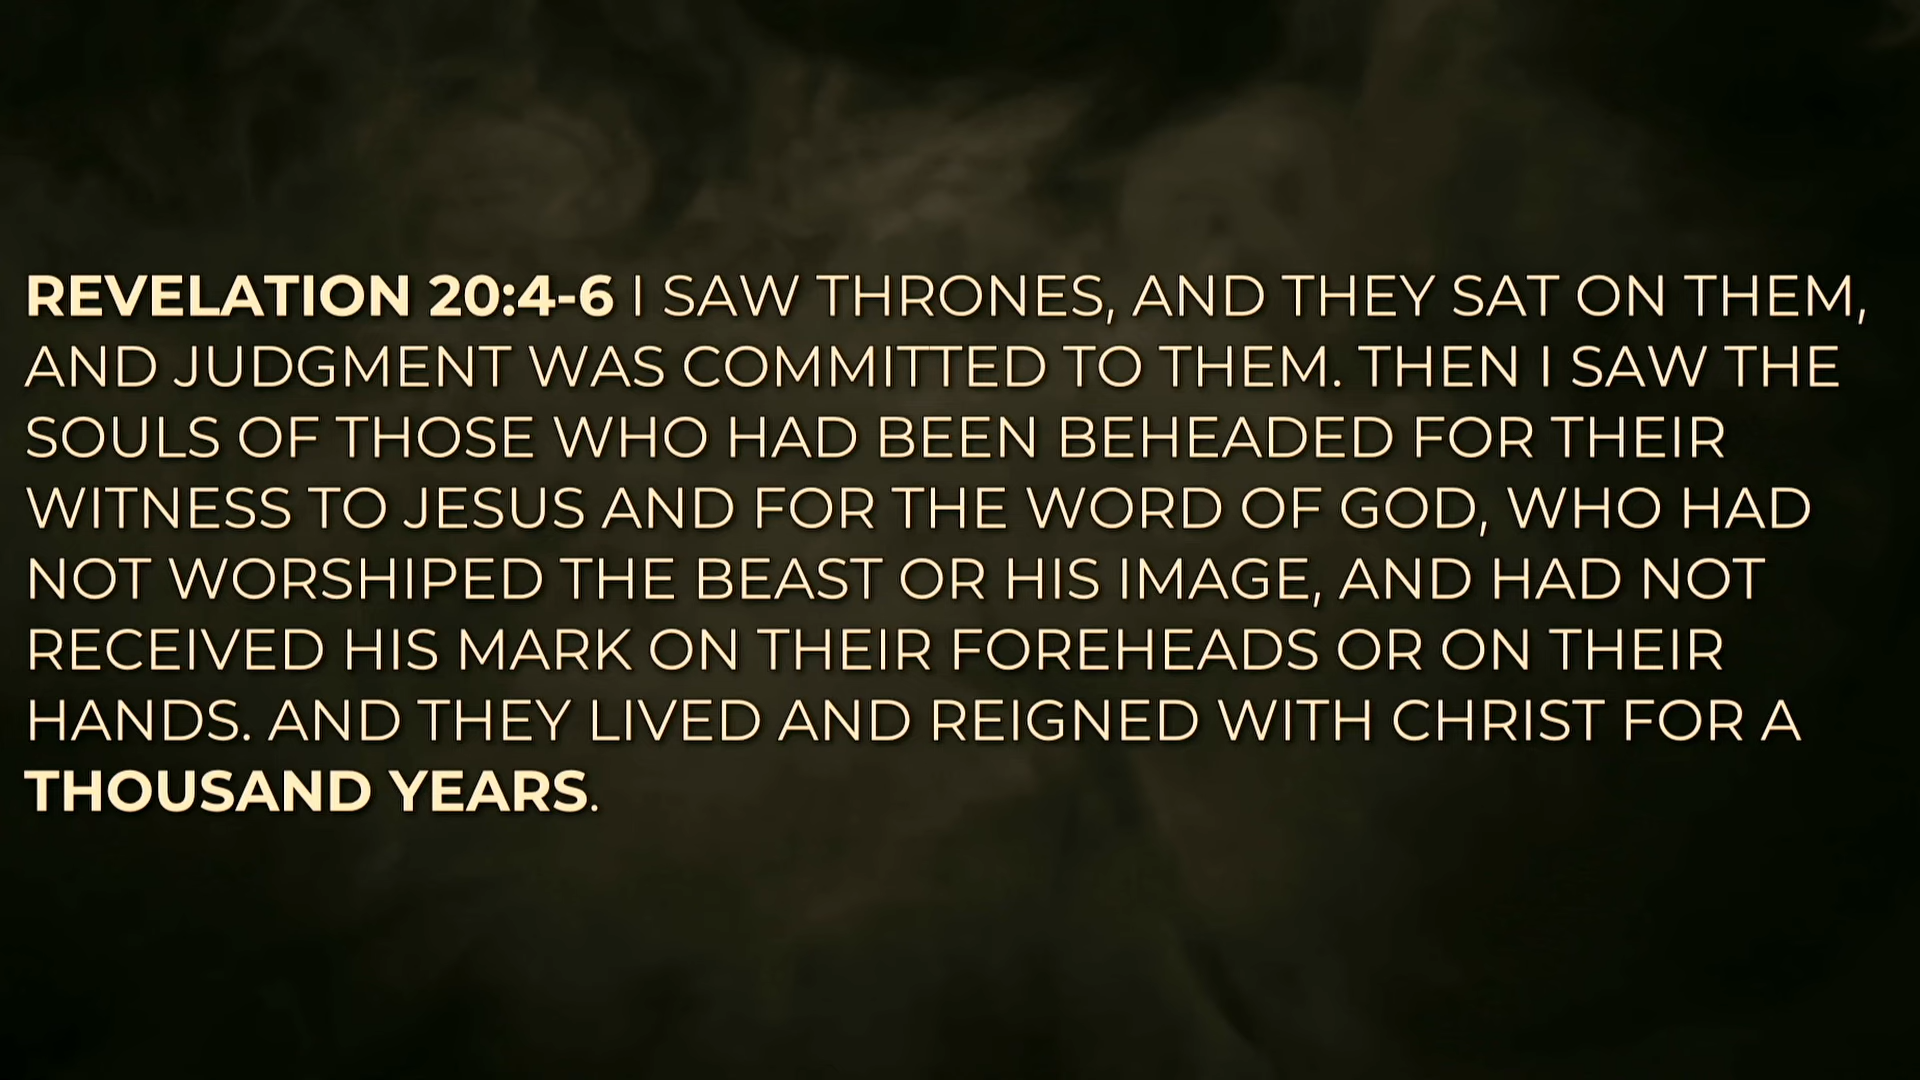 REVELATION 20:4-6 I SAW THRONES, AND THEY SAT ON THEM,
AND JUDGMENT WAS COMMITTED TO THEM. THEN I SAW THE
SOULS OF THOSE WHO HAD BEEN BEHEADED FOR THEIR
WITNESS TO JESUS AND FOR THE WORD OF GOD, WHO HAD
NOT WORSHIPED THE BEAST OR HIS IMAGE, AND HAD NOT
RECEIVED HIS MARK ON THEIR FOREHEADS OR ON THEIR
HANDS. AND THEY LIVED AND REIGNED WITH CHRIST FOR A
THOUSAND YEARS.